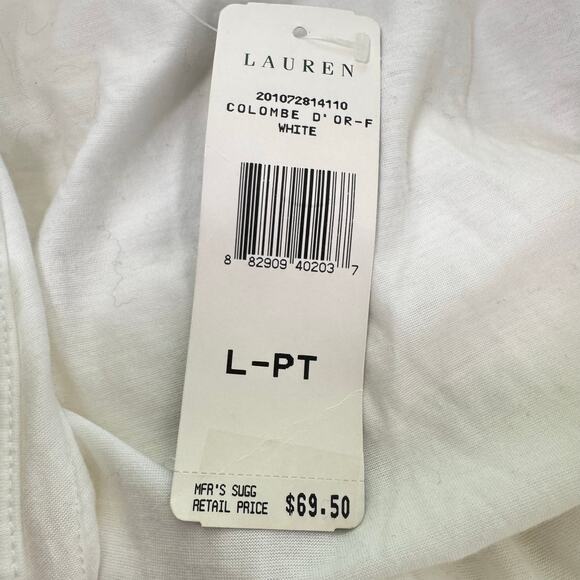 LAUREN
201072814110
COLOMBE D'OR-F
WHITE
8 82909 40203 7
L-PT
MFR'S SUGG
RETAIL PRICE $69.50